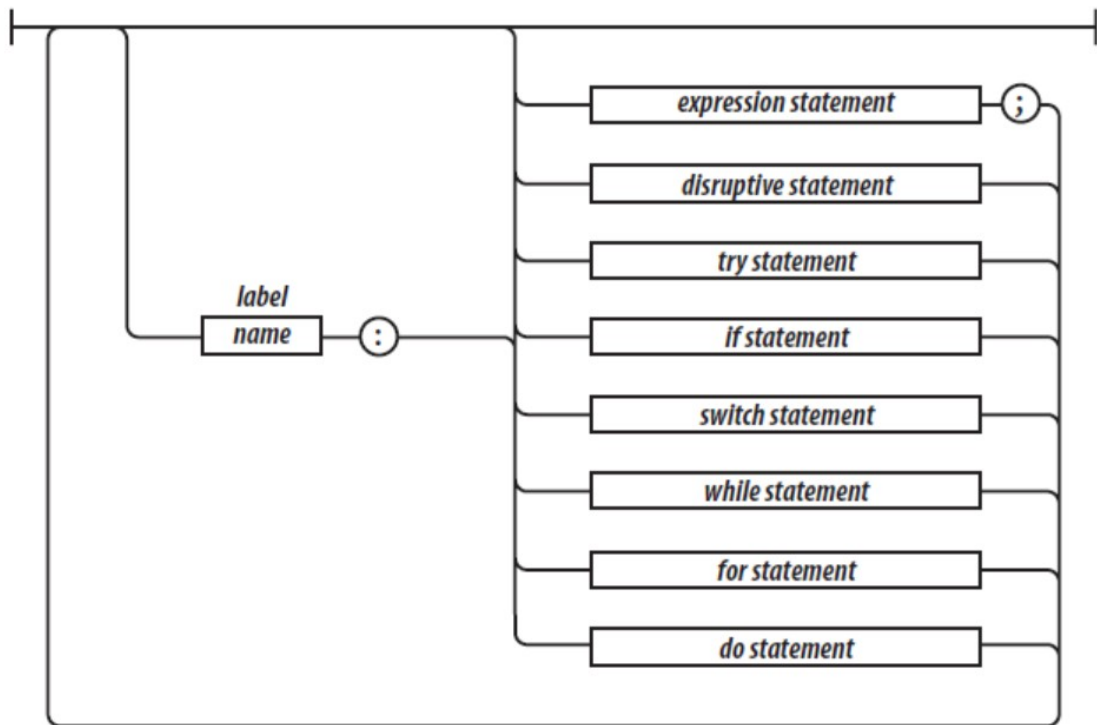 expression statement ;
disruptive statement
try statement
label
name :
if statement
switch statement
while statement
for statement
do statement